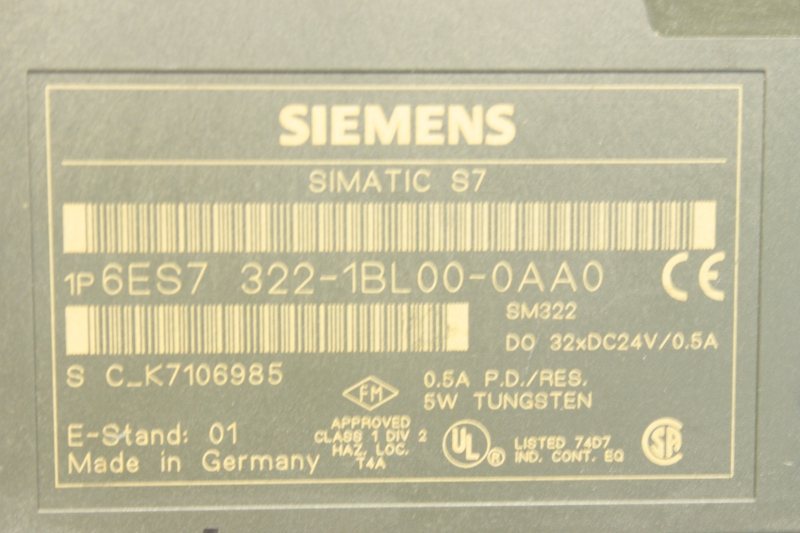 SIEMENS
SIMATIC S7
1P 6ES7 322-1BL00-0AA0
CE
SM322
DO 32xDC24V/0.5A
S C_K7106985
0.5A P.D./RES.
5W TUNGSTEN
E-Stand: 01
Made in Germany
FM
APPROVED
CLASS 1 DIV 2
HAZ. LOC.
T4A
UL ®
LISTED 74D7
IND. CONT. EQ
SA